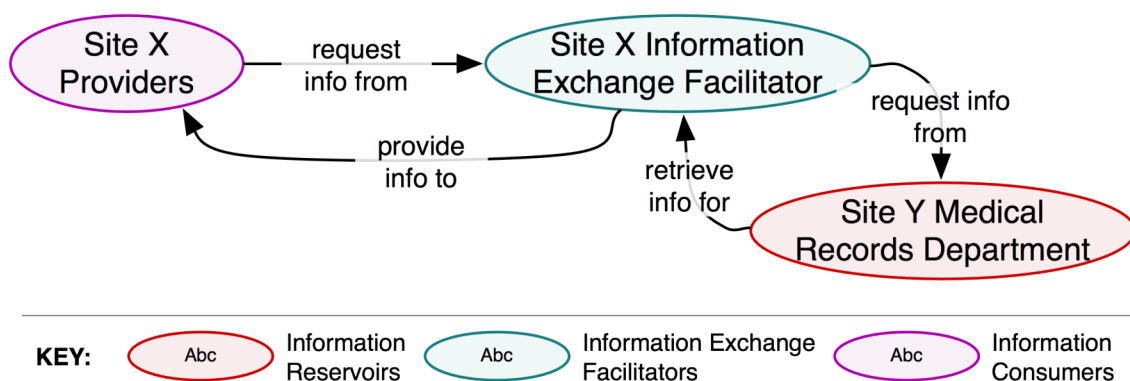 Site X
Providers
request
info from
Site X Information
Exchange Facilitator
request info
from
provide
info to
retrieve
info for
Site Y Medical
Records Department
KEY:
Abc
Information
Reservoirs
Abc
Information Exchange
Facilitators
Abc
Information
Consumers